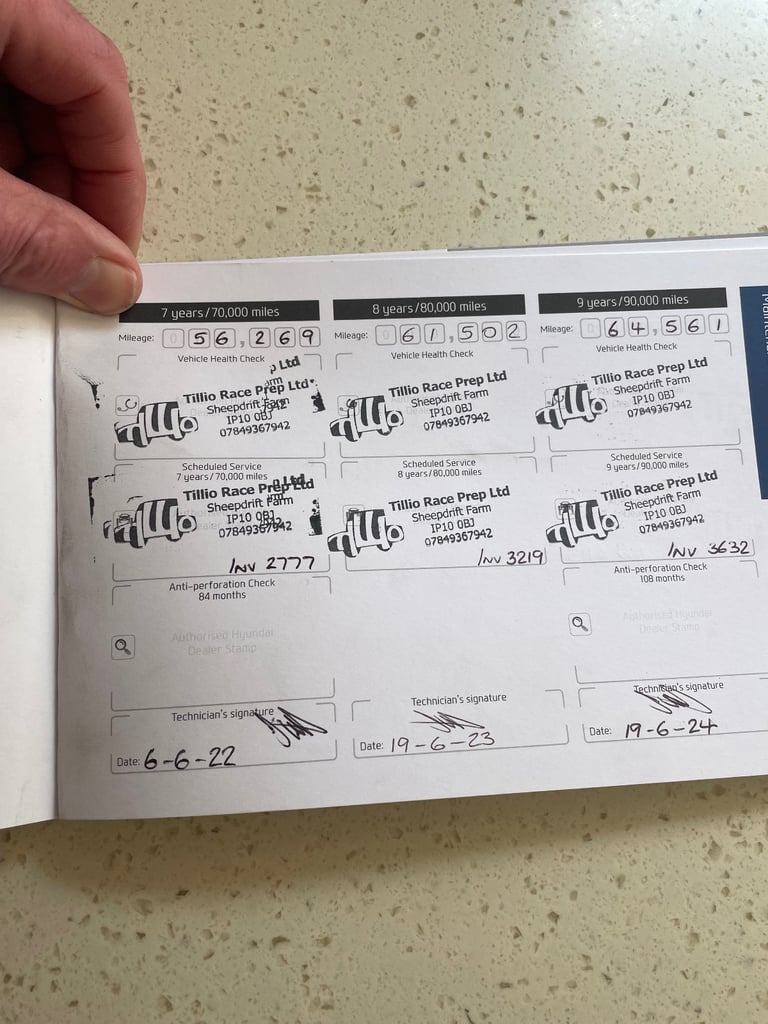 7 years/70,000 miles
Mileage: 0 56,269
Vehicle Health Check
p Ltd
Tillio Race Prep Ltd
Sheepdrift Farm
IP10 0BJ
07849367942
Scheduled Service
7 years/70,000 miles
Tillio Race Prep Ltd
Sheepdrift Farm
IP10 0BJ
07849367942
INV 2777
Anti-perforation Check
84 months
Authorised Hyundai
Dealer Stamp
Technician's signature
Date: 6-6-22
8 years/80,000 miles
Mileage: 0 61,502
Vehicle Health Check
Tillio Race Prep Ltd
Sheepdrift Farm
IP10 0BJ
07849367942
Scheduled Service
8 years/80,000 miles
Tillio Race Prep Ltd
Sheepdrift Farm
IP10 0BJ
07849367942
INV 3219
Technician's signature
Date: 19-6-23
9 years/90,000 miles
Mileage: 0 64,561
Vehicle Health Check
Tillio Race Prep Ltd
Sheepdrift Farm
IP10 0BJ
07849367942
Scheduled Service
9 years/90,000 miles
Tillio Race Prep Ltd
Sheepdrift Farm
IP10 0BJ
07849367942
INV 3632
Anti-perforation Check
108 months
Authorised Hyundai
Dealer Stamp
Technician's signature
Date: 19-6-24